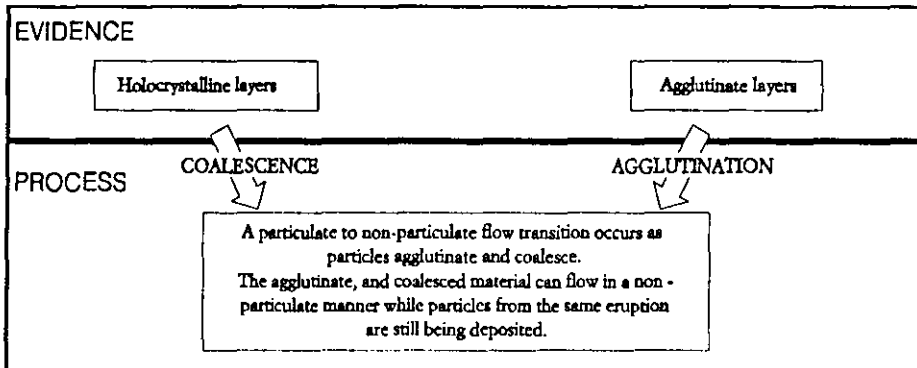 EVIDENCE
Holocrystalline layers
Agglutinate layers
COALESCENCE
AGGLUTINATION
PROCESS
A particulate to non-particulate flow transition occurs as
particles agglutinate and coalesce.
The agglutinate, and coalesced material can flow in a non -
particulate manner while particles from the same eruption
are still being deposited.